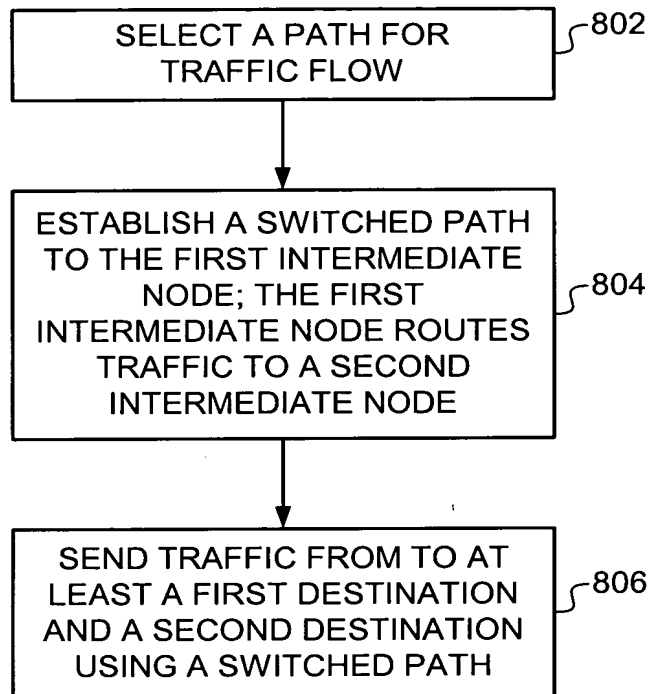 SELECT A PATH FOR
TRAFFIC FLOW
802
ESTABLISH A SWITCHED PATH
TO THE FIRST INTERMEDIATE
NODE; THE FIRST
INTERMEDIATE NODE ROUTES
TRAFFIC TO A SECOND
INTERMEDIATE NODE
804
SEND TRAFFIC FROM TO AT
LEAST A FIRST DESTINATION
AND A SECOND DESTINATION
USING A SWITCHED PATH
806